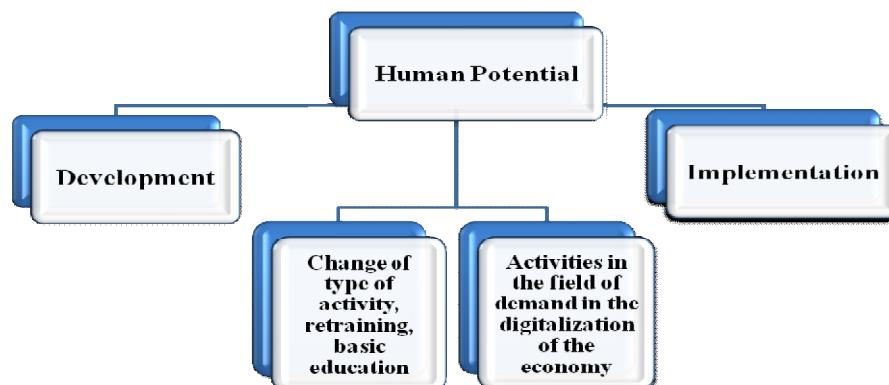 Human Potential
Development
Implementation
Change of
type of
activity,
retraining,
basic
education
Activities in
the field of
demand in the
digitalization
of the
economy